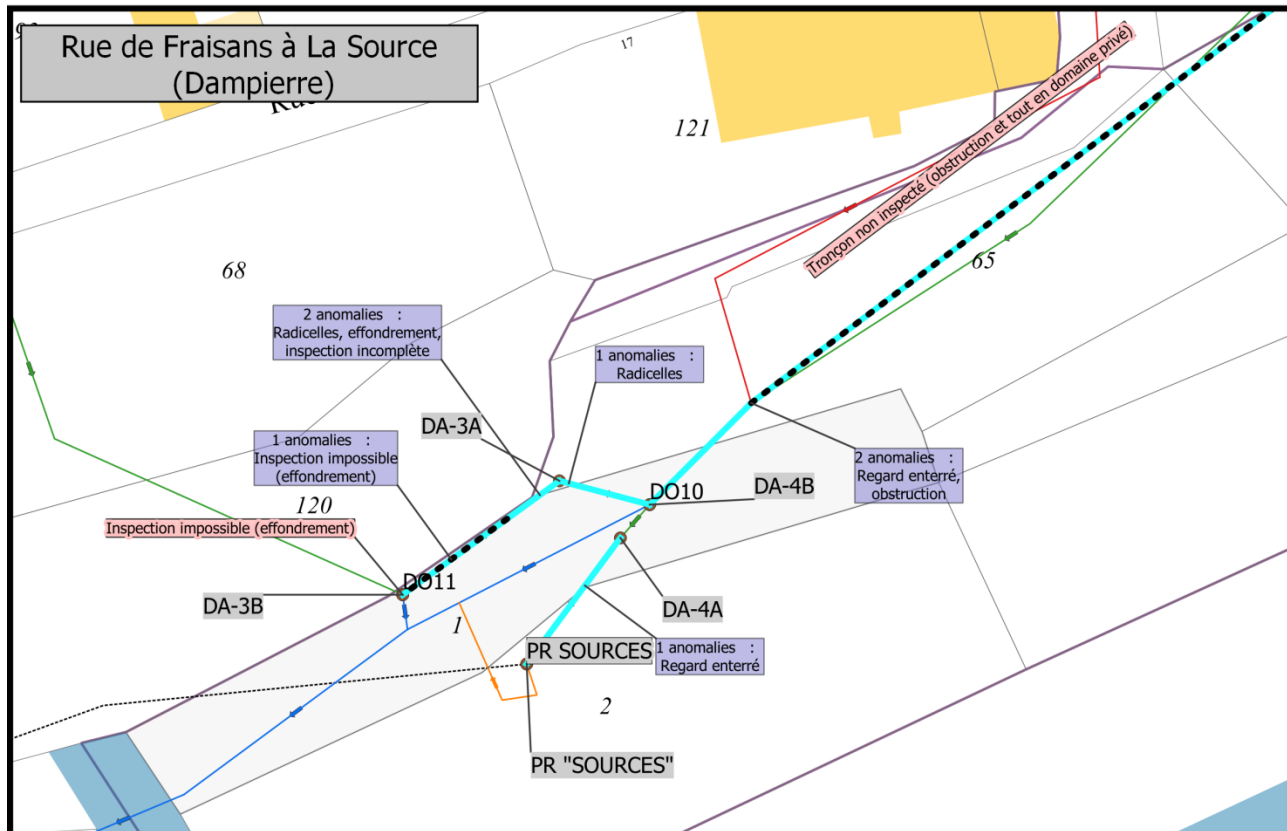 Rue de Fraisans à La Source
(Dampierre)
17
121
Tronçon non inspecté (obstruction et tout en domaine privé)
65
68
2 anomalies :
Radicelles, effondrement,
inspection incomplète
1 anomalies :
Radicelles
DA-3A
1 anomalies :
Inspection impossible
(effondrement)
2 anomalies :
Regard enterré,
obstruction
DO10
DA-4B
120
Inspection impossible (effondrement)
DO11
DA-3B
DA-4A
1
PR SOURCES
1 anomalies :
Regard enterré
2
PR "SOURCES"